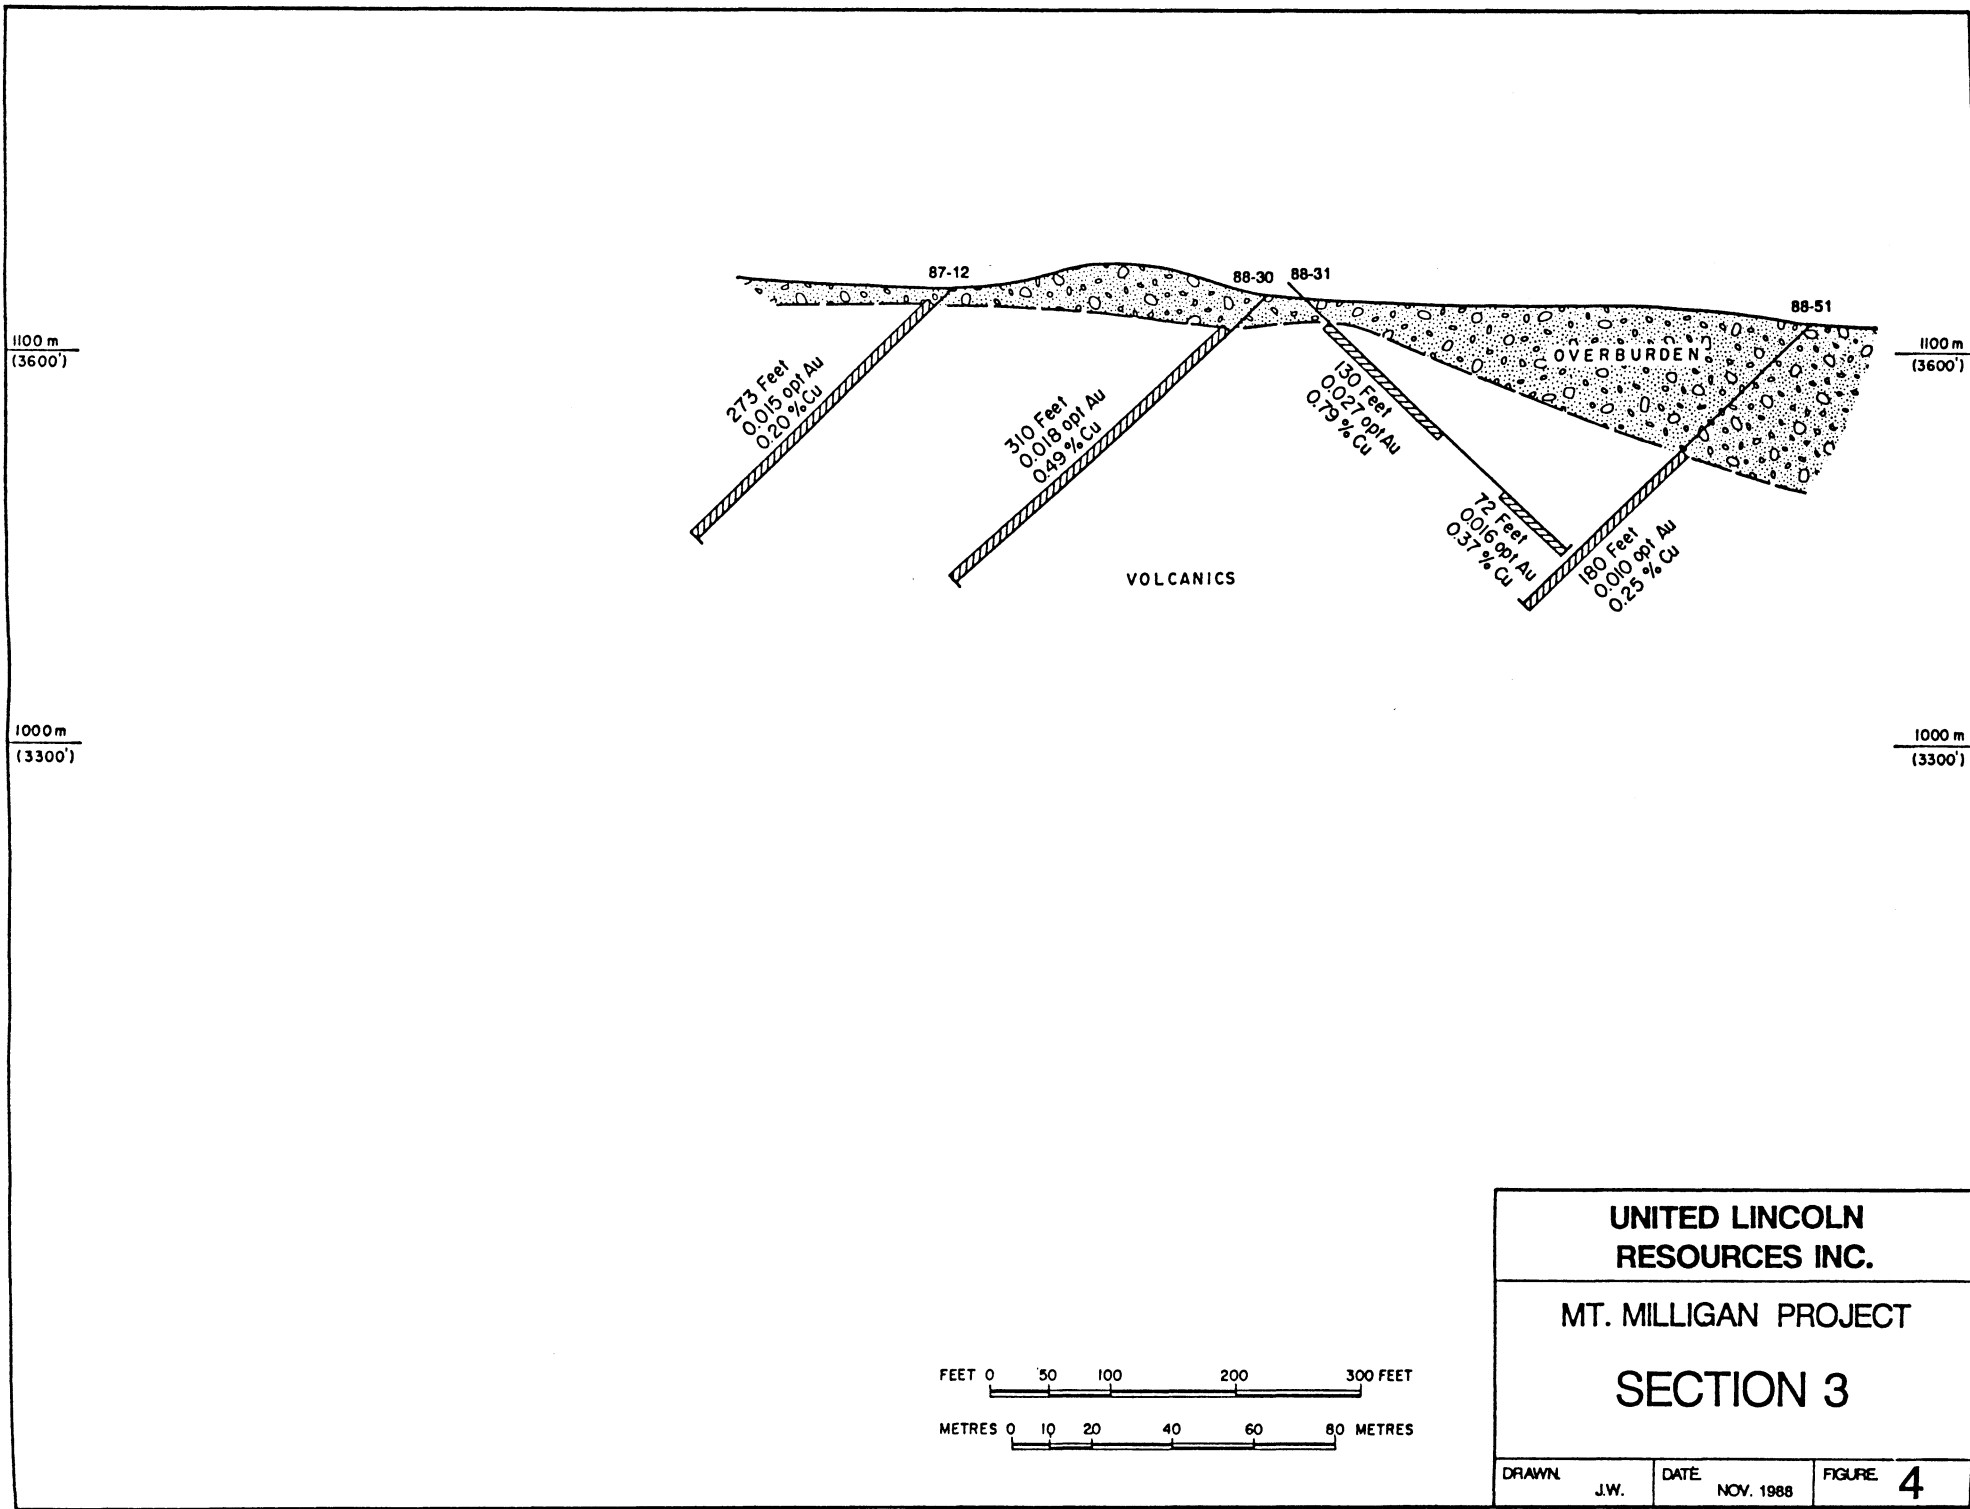 87-12
88-30
88-31
88-51
1100 m
(3600')
1100 m
(3600')
OVERBURDEN
273 Feet
0.015 opt Au
0.20 % Cu
310 Feet
0.018 opt Au
0.49 % Cu
130 Feet
0.027 opt Au
0.79 % Cu
72 Feet
0.016 opt Au
0.37 % Cu
180 Feet
0.010 opt Au
0.25 % Cu
VOLCANICS
1000 m
(3300')
1000 m
(3300')
FEET 0 50 100 200 300 FEET
METRES 0 10 20 40 60 80 METRES
UNITED LINCOLN
RESOURCES INC.
MT. MILLIGAN PROJECT
SECTION 3
DRAWN. J.W.
DATE. NOV. 1988
FIGURE. 4